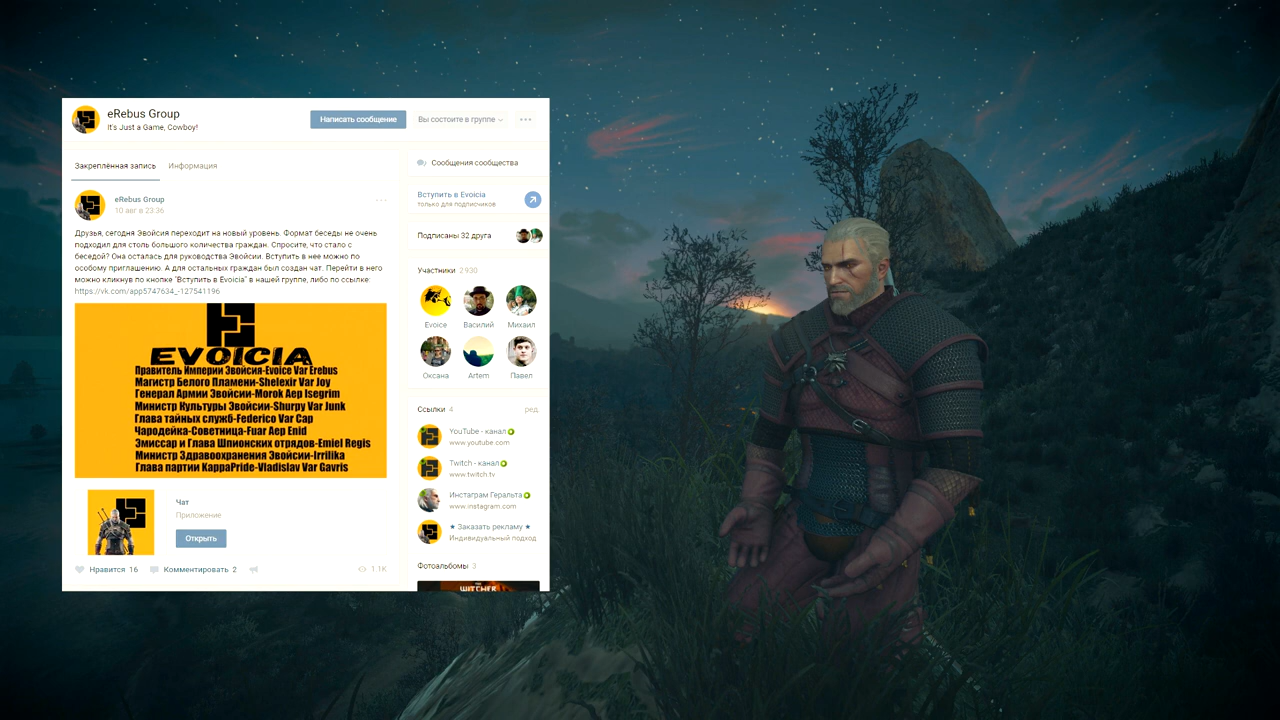 eRebus Group
It's Just a Game, Cowboy!
Написать сообщение
Вы состоите в группе
Закреплённая запись
Информация
eRebus Group
10 авг в 23:36
Друзья, сегодня Эвойсия переходит на новый уровень. Формат беседы не очень
подходил для столь большого количества граждан. Спросите, что стало с
беседой? Она осталась для руководства Эвойсии. Вступить в нее можно по
особому приглашению. А для остальных граждан был создан чат. Перейти в него
можно кликнув по кнопке "Вступить в Evoicia" в нашей группе, либо по ссылке:
https://vk.com/app5747634_-127541196
EVOICIA
Правитель Империи Эвойсия-Evoice Var Erebus
Магистр Белого Пламени-Shelexir Var Joy
Генерал Армии Эвойсии-Morok Aep Isegrim
Министр Культуры Эвойсии-Shurpy Var Junk
Глава тайных служб-Federico Var Cap
Чародейка-Советница-Fuar Aep Enid
Эмиссар и Глава Шпионских отрядов-Emiel Regis
Министр Здравоохранения Эвойсии-Irrilika
Глава партии KappaPride-Vladislav Var Gavris
Чат
Приложение
Открыть
Нравится 16
Комментировать 2
1.1K
Сообщения сообщества
Вступить в Evoicia
только для подписчиков
Подписаны 32 друга
Участники 2 930
Evoice Василий Михаил
Оксана Artem Павел
Ссылки 4 ред.
YouTube - канал
www.youtube.com
Twitch - канал
www.twitch.tv
Инстаграм Геральта
www.instagram.com
★ Заказать рекламу ★
Индивидуальный подход
Фотоальбомы 3
THE
WITCHER